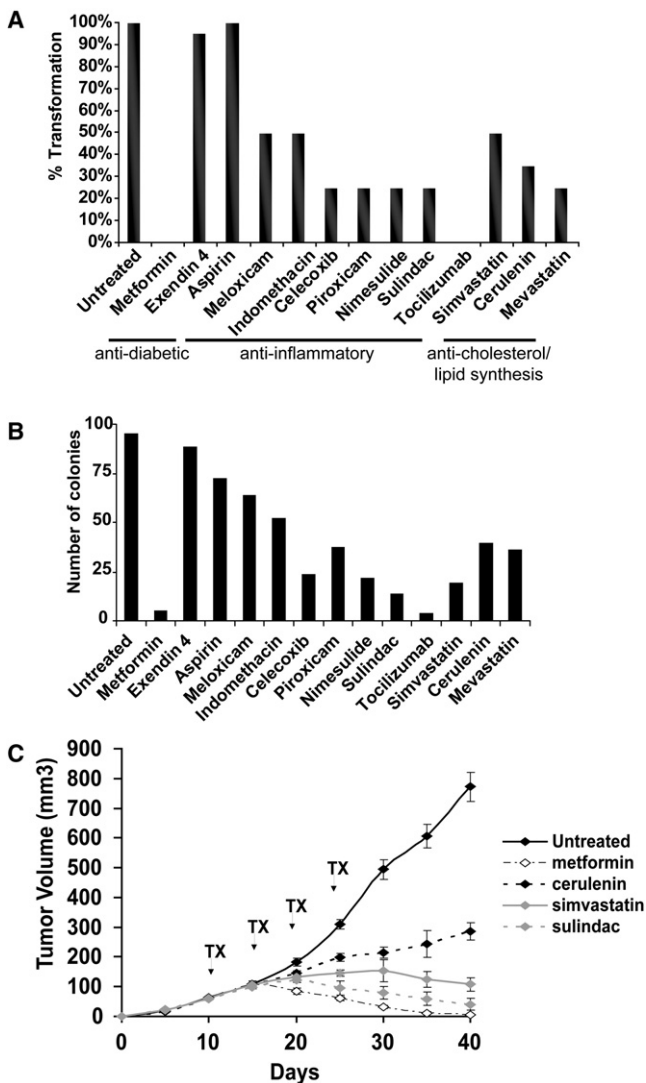 A
% Transformation
100%
90%
80%
70%
60%
50%
40%
30%
20%
10%
0%
Untreated
Metformin
Exendin 4
Aspirin
Meloxicam
Indomethacin
Celecoxib
Piroxicam
Nimesulide
Sulindac
Tocilizumab
Simvastatin
Cerulenin
Mevastatin
anti-diabetic
anti-inflammatory
anti-cholesterol/
lipid synthesis
B
Number of colonies
100
75
50
25
0
Untreated
Metformin
Exendin 4
Aspirin
Meloxicam
Indomethacin
Celecoxib
Piroxicam
Nimesulide
Sulindac
Tocilizumab
Simvastatin
Cerulenin
Mevastatin
C
Tumor Volume (mm3)
900
800
700
600
500
400
300
200
100
0
TX
TX
TX
TX
0
10
20
30
40
Days
Untreated
metformin
cerulenin
simvastatin
sulindac